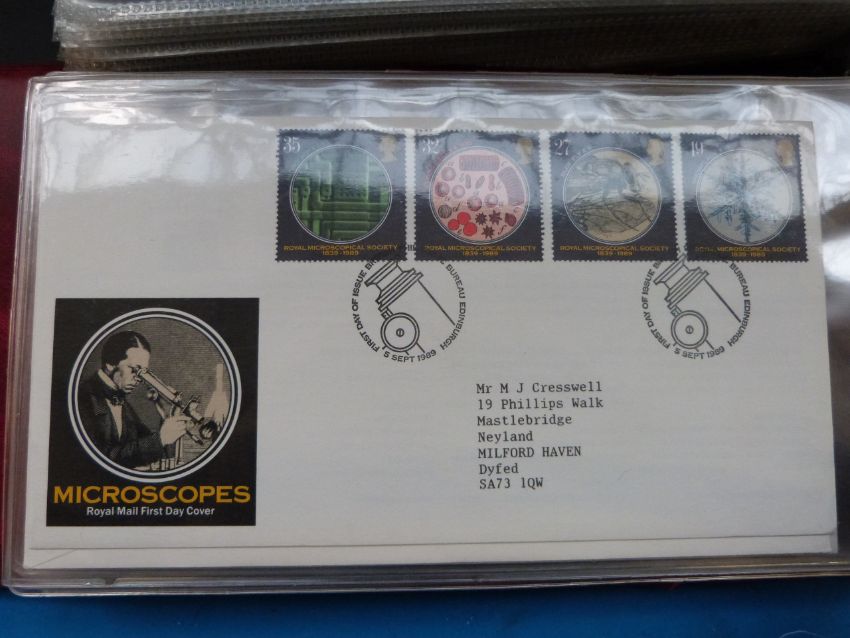 35
ROYAL MICROSCOPICAL SOCIETY
1839•1989
32
ROYAL MICROSCOPICAL SOCIETY
1839•1989
27
ROYAL MICROSCOPICAL SOCIETY
1839•1989
19
ROYAL MICROSCOPICAL SOCIETY
1839•1989
FIRST DAY OF ISSUE BUREAU EDINBURGH
5 SEPT 1989
FIRST DAY OF ISSUE BUREAU EDINBURGH
5 SEPT 1989
Mr M J Cresswell
19 Phillips Walk
Mastlebridge
Neyland
MILFORD HAVEN
Dyfed
SA73 1QW
MICROSCOPES
Royal Mail First Day Cover